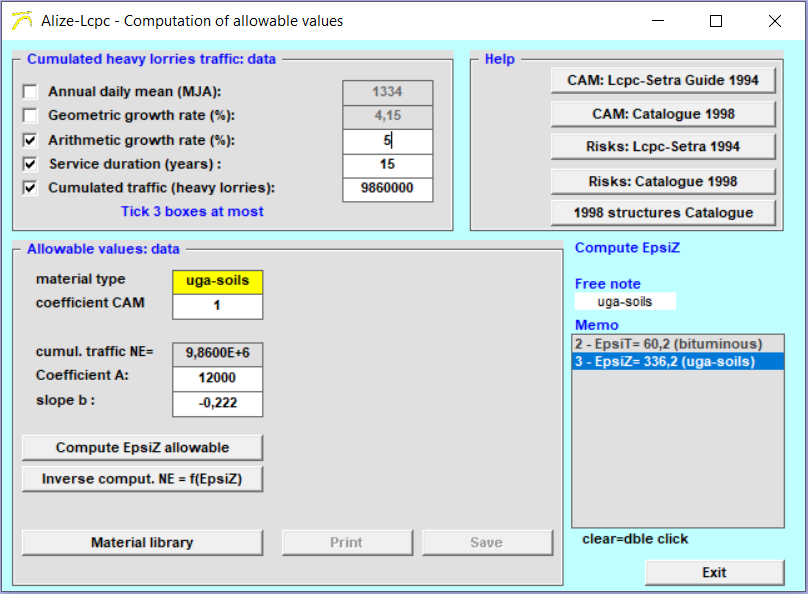 Alize-Lcpc - Computation of allowable values
Cumulated heavy lorries traffic: data
Annual daily mean (MJA): 1334
Geometric growth rate (%): 4,15
Arithmetic growth rate (%): 5
Service duration (years) : 15
Cumulated traffic (heavy lorries): 9860000
Tick 3 boxes at most
Help
CAM: Lcpc-Setra Guide 1994
CAM: Catalogue 1998
Risks: Lcpc-Setra 1994
Risks: Catalogue 1998
1998 structures Catalogue
Allowable values: data
material type uga-soils
coefficient CAM 1
cumul. traffic NE= 9,8600E+6
Coefficient A: 12000
slope b : -0,222
Compute EpsiZ allowable
Inverse comput. NE = f(EpsiZ)
Material library
Print
Save
Compute EpsiZ
Free note
uga-soils
Memo
2 - EpsiT= 60,2 (bituminous)
3 - EpsiZ= 336,2 (uga-soils)
clear=dble click
Exit